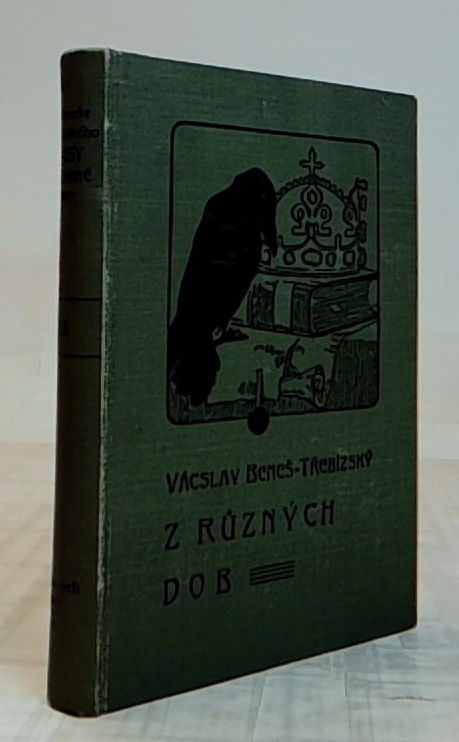 VÁCSLAV BENEŠ-TŘEBÍZSKÝ
Z RŮZNÝCH
DOB